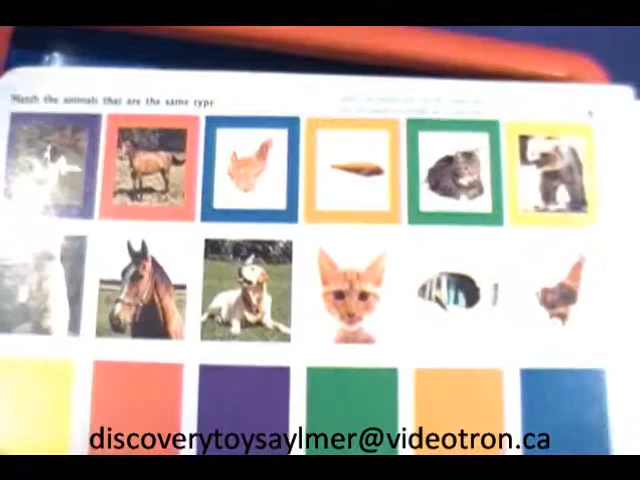 Match the animals that are the same type
discoverytoysaylmer@videotron.ca